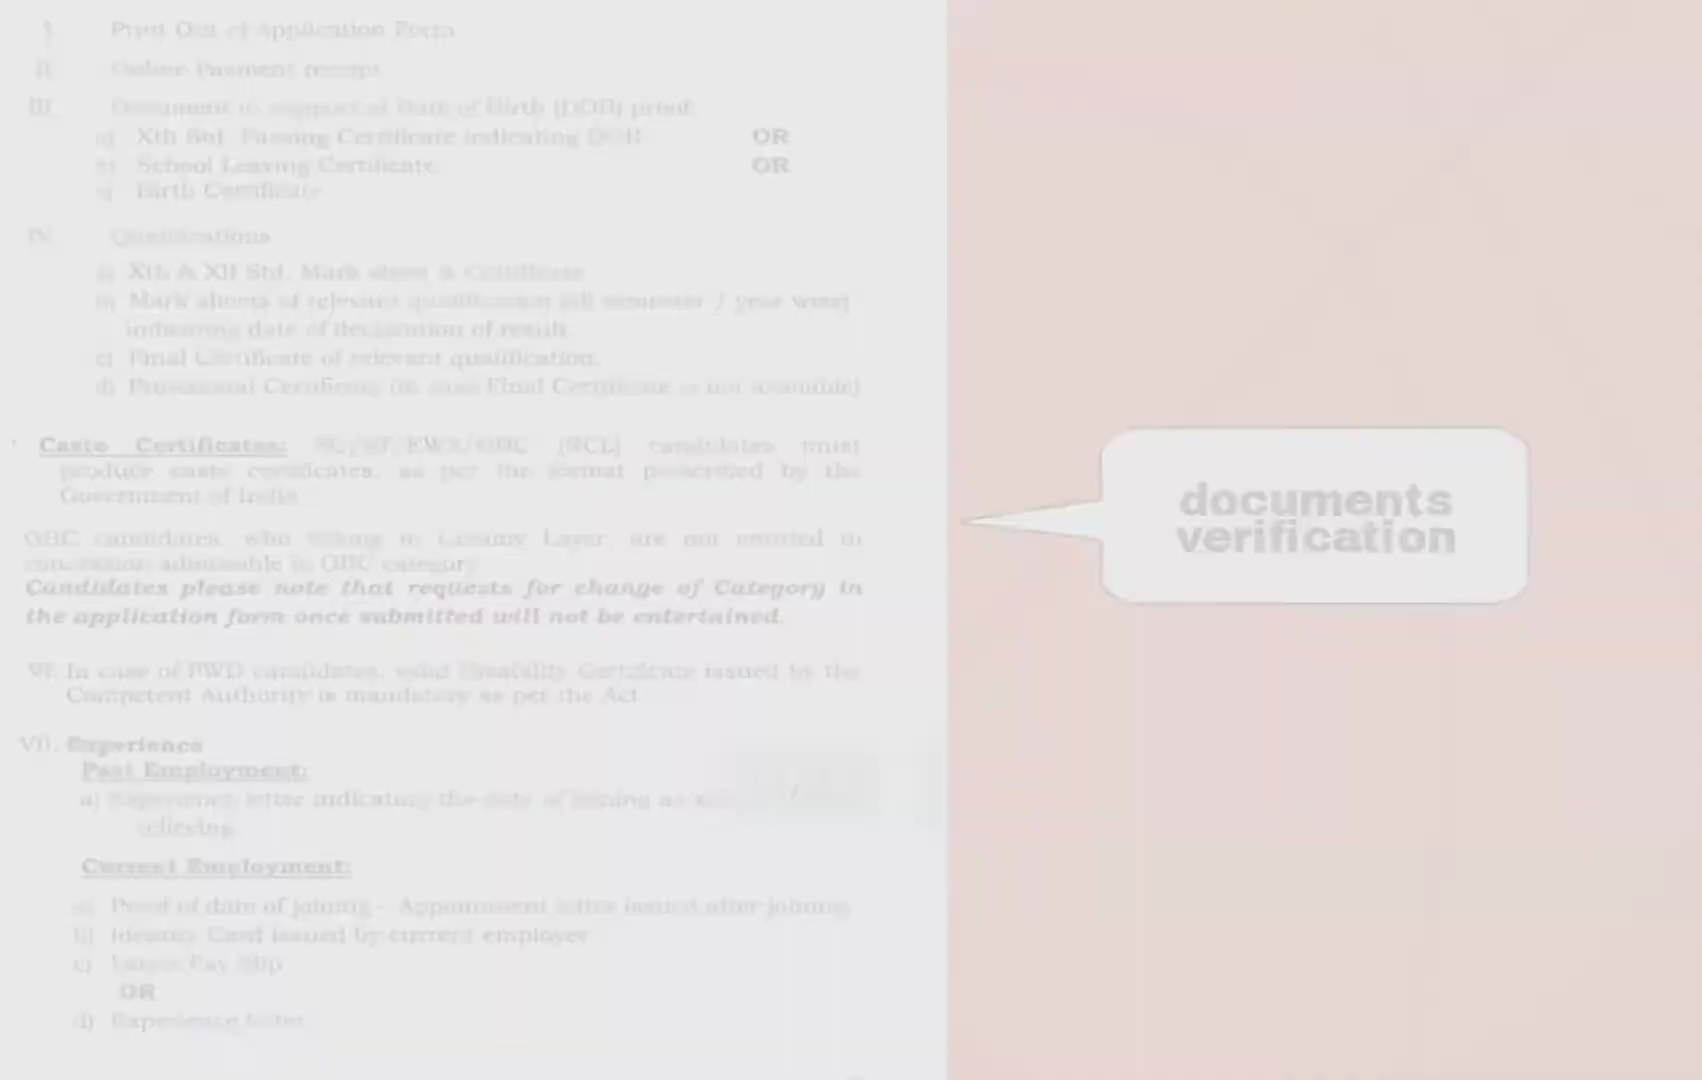 I. Print Out of Application Form
II. Online Payment receipt
III. Document in support of Date of Birth (DOB) proof:
a) Xth Std. Passing Certificate indicating DOB OR
b) School Leaving Certificate OR
c) Birth Certificate
IV. Qualifications
a) Xth & XII Std. Mark sheet & Certificate
b) Mark sheets of relevant qualification (all semester / year wise)
indicating date of declaration of result.
c) Final Certificate of relevant qualification.
d) Provisional Certificate (in case Final Certificate is not available)
Caste Certificates: SC/ST/EWS/OBC (NCL) candidates must
produce caste certificates, as per the format prescribed by the
Government of India
OBC candidates, who belong to Creamy Layer, are not entitled to
concession admissible to OBC category
Candidates please note that requests for change of Category in
the application form once submitted will not be entertained.
VI. In case of PWD candidates, valid Disability Certificate issued by the
Competent Authority is mandatory as per the Act
VII. Experience
Past Employment:
a) Experience letter indicating the date of joining as
relieving.
Current Employment:
a) Proof of date of joining - Appointment letter issued after joining
b) Identity Card issued by current employer
c) Latest Pay Slip
OR
d) Experience letter
documents
verification